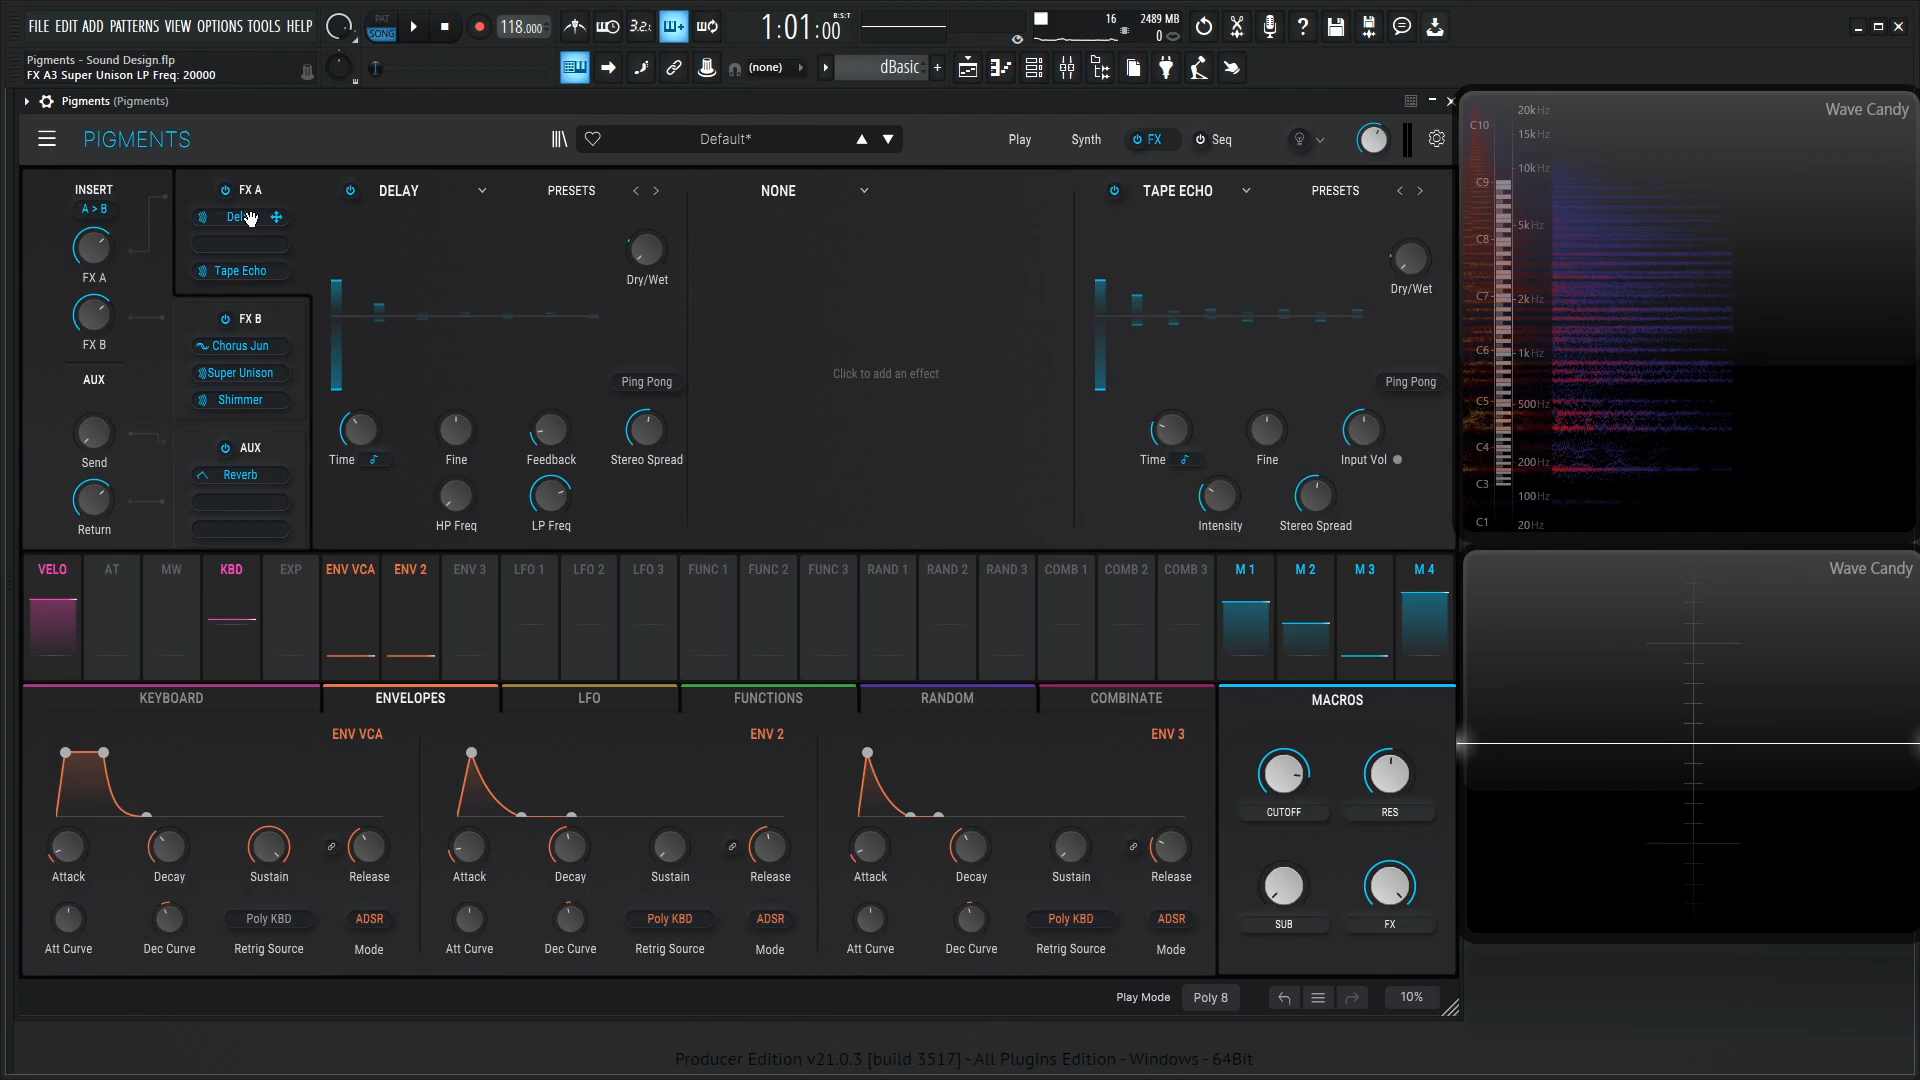 FILE EDIT ADD PATTERNS VIEW OPTIONS TOOLS HELP
PAT
SONG
118.000
3.2.
1:01:00
B:S:T
16
2489 MB
0
Pigments - Sound Design.flp
FX A3 Super Unison LP Freq: 20000
(none)
dBasic
Pigments (Pigments)
PIGMENTS
Default*
Play
Synth
FX
Seq
INSERT
A > B
FX A
FX B
AUX
Send
Return
FX A
Tape Echo
FX B
Chorus Jun
Super Unison
Shimmer
AUX
Reverb
DELAY
PRESETS
Dry/Wet
Ping Pong
Time
Fine
Feedback
Stereo Spread
HP Freq
LP Freq
NONE
Click to add an effect
TAPE ECHO
PRESETS
Dry/Wet
Ping Pong
Time
Fine
Input Vol
Intensity
Stereo Spread
VELO
AT
MW
KBD
EXP
ENV VCA
ENV 2
ENV 3
LFO 1
LFO 2
LFO 3
FUNC 1
FUNC 2
FUNC 3
RAND 1
RAND 2
RAND 3
COMB 1
COMB 2
COMB 3
M 1
M 2
M 3
M 4
KEYBOARD
ENVELOPES
LFO
FUNCTIONS
RANDOM
COMBINATE
MACROS
ENV VCA
Attack
Decay
Sustain
Release
Att Curve
Dec Curve
Poly KBD
Retrig Source
ADSR
Mode
ENV 2
Attack
Decay
Sustain
Release
Att Curve
Dec Curve
Poly KBD
Retrig Source
ADSR
Mode
ENV 3
Attack
Decay
Sustain
Release
Att Curve
Dec Curve
Poly KBD
Retrig Source
ADSR
Mode
CUTOFF
RES
SUB
FX
Play Mode
Poly 8
10%
Wave Candy
C10
C9
C8
C7
C6
C5
C4
C3
C1
20kHz
15kHz
10kHz
5kHz
2kHz
1kHz
500Hz
200Hz
100Hz
20Hz
Wave Candy
Producer Edition v21.0.3 [build 3517] - All Plugins Edition - Windows - 64Bit